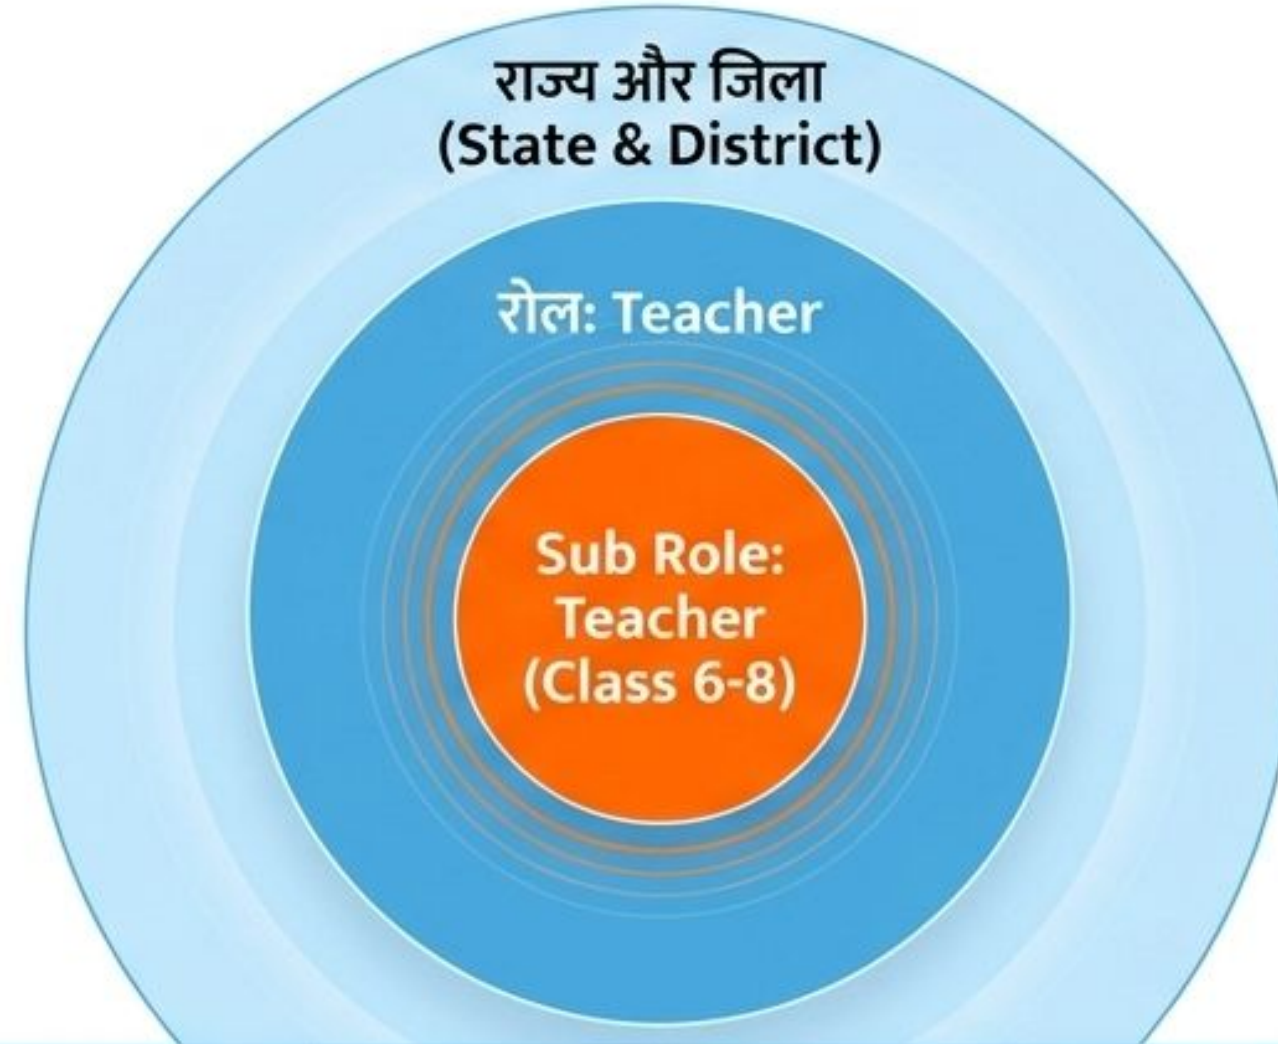 राज्य और जिला
(State & District)
रोल: Teacher
Sub Role:
Teacher
(Class 6-8)